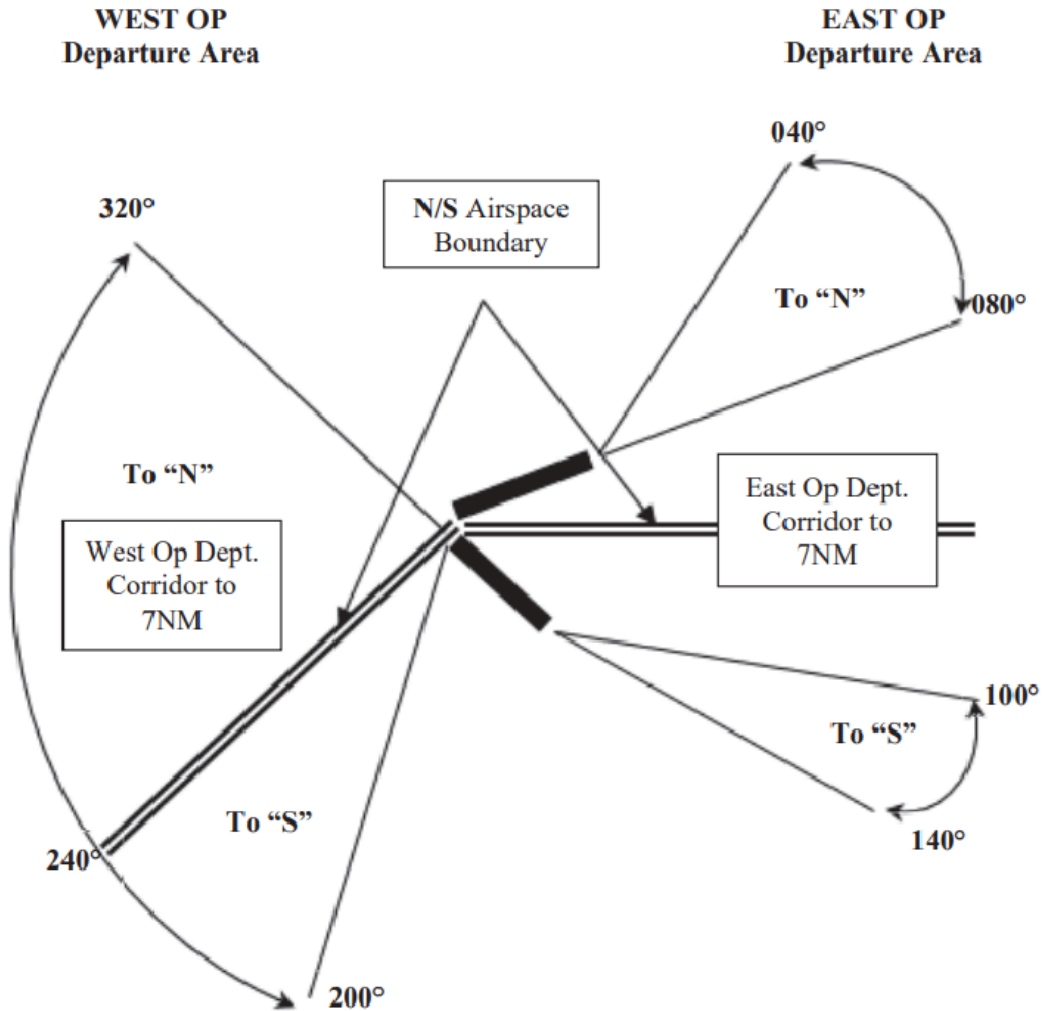 WEST OP
Departure Area
EAST OP
Departure Area
040°
320°
N/S Airspace
Boundary
To “N”
080°
To “N”
East Op Dept.
Corridor to
7NM
West Op Dept.
Corridor to
7NM
100°
To “S”
To “S”
140°
240°
200°